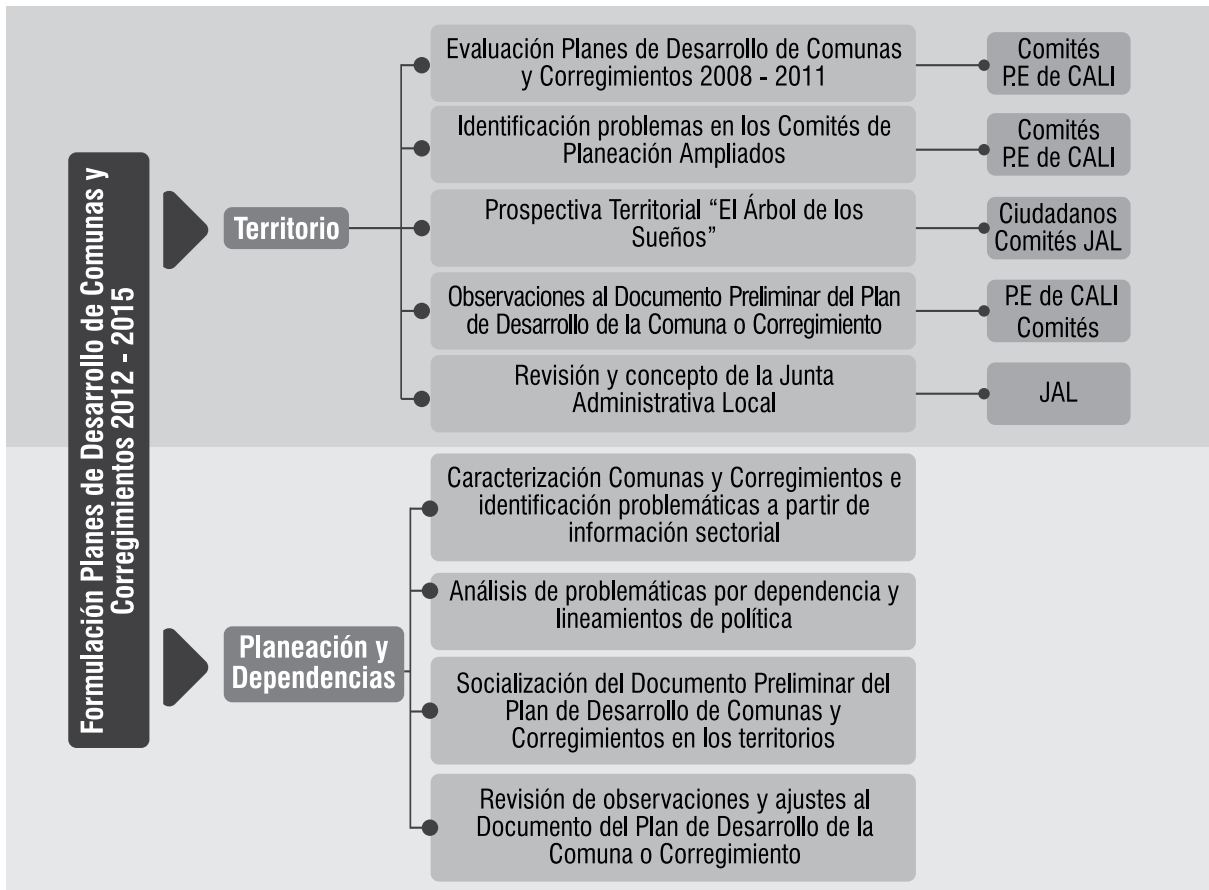 Formulación Planes de Desarrollo de Comunas y
Corregimientos 2012 - 2015
Territorio
Evaluación Planes de Desarrollo de Comunas
y Corregimientos 2008 - 2011
Comités
P.E de CALI
Identificación problemas en los Comités de
Planeación Ampliados
Comités
P.E de CALI
Prospectiva Territorial “El Árbol de los
Sueños”
Ciudadanos
Comités JAL
Observaciones al Documento Preliminar del Plan
de Desarrollo de la Comuna o Corregimiento
P.E de CALI
Comités
Revisión y concepto de la Junta
Administrativa Local
JAL
Planeación y
Dependencias
Caracterización Comunas y Corregimientos e
identificación problemáticas a partir de
información sectorial
Análisis de problemáticas por dependencia y
lineamientos de política
Socialización del Documento Preliminar del
Plan de Desarrollo de Comunas y
Corregimientos en los territorios
Revisión de observaciones y ajustes al
Documento del Plan de Desarrollo de la
Comuna o Corregimiento